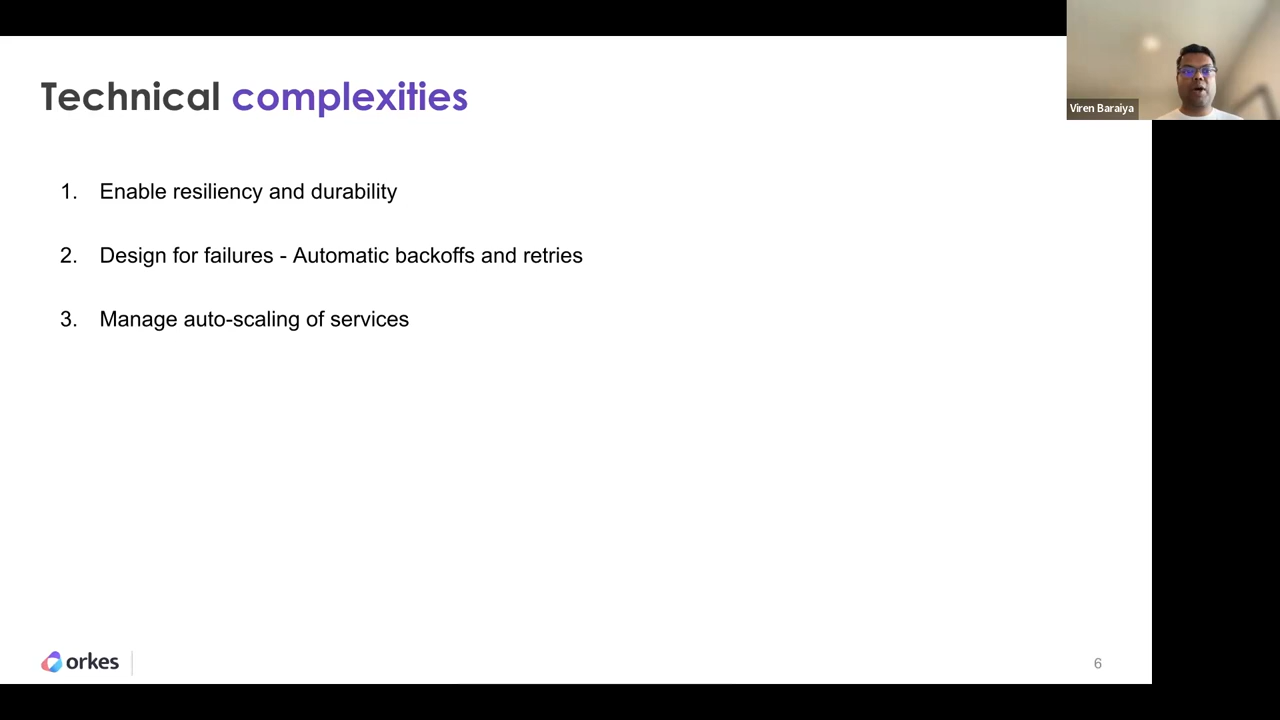 Technical complexities
Viren Baraiya
1. Enable resiliency and durability
2. Design for failures - Automatic backoffs and retries
3. Manage auto-scaling of services
orkes
6